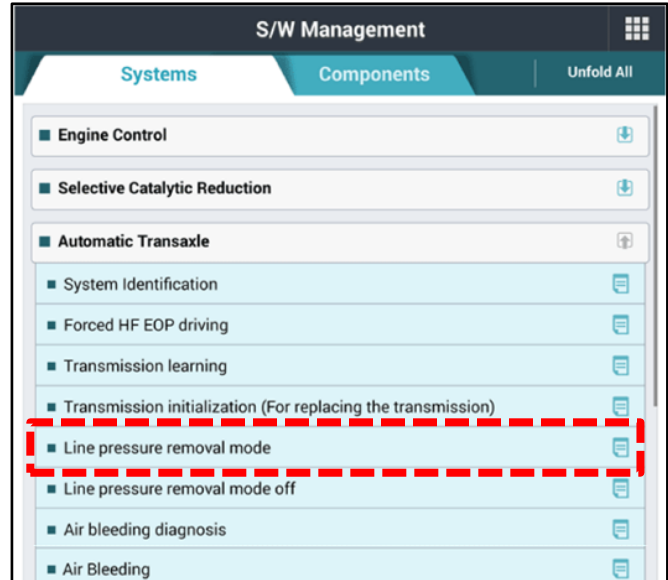 S/W Management
Systems
Components
Unfold All
Engine Control
Selective Catalytic Reduction
Automatic Transaxle
System Identification
Forced HF EOP driving
Transmission learning
Transmission initialization (For replacing the transmission)
Line pressure removal mode
Line pressure removal mode off
Air bleeding diagnosis
Air Bleeding